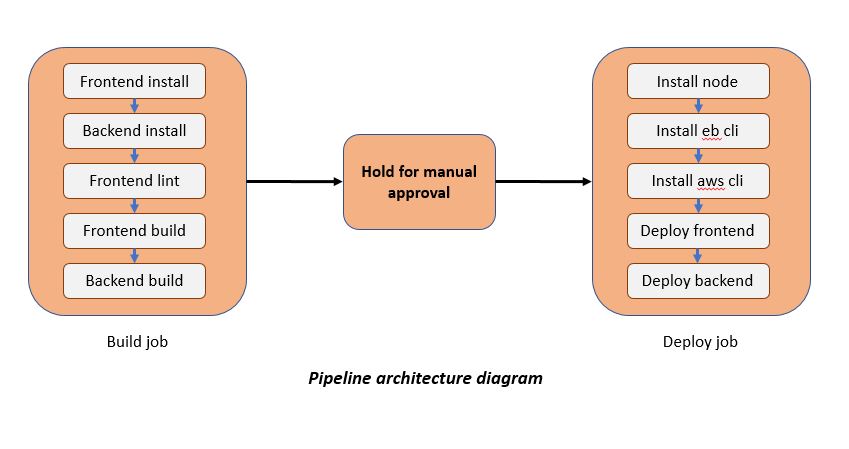 Frontend install
Backend install
Frontend lint
Frontend build
Backend build
Build job
Hold for manual
approval
Install node
Install eb cli
Install aws cli
Deploy frontend
Deploy backend
Deploy job
Pipeline architecture diagram